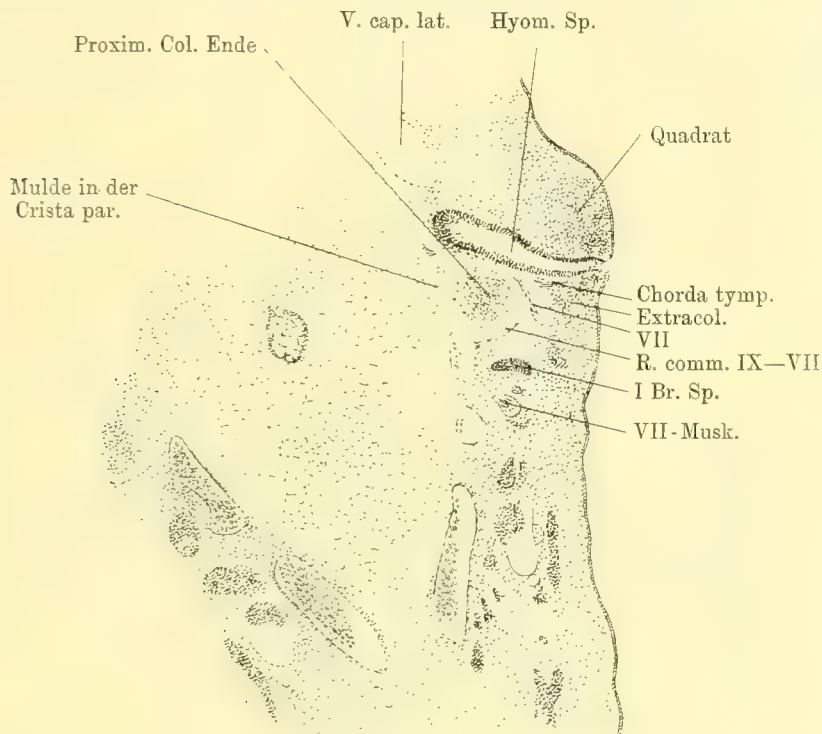 V. cap. lat.
Hyom. Sp.
Proxim. Col. Ende
Quadrat
Mulde in der
Crista par.
Chorda tymp.
Extracol.
VII
R. comm. IX—VII
I Br. Sp.
VII-Musk.